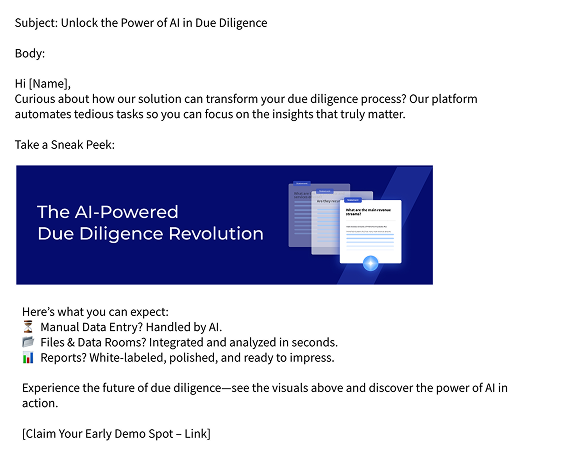 Subject: Unlock the Power of AI in Due Diligence
Body:
Hi [Name],
Curious about how our solution can transform your due diligence process? Our platform
automates tedious tasks so you can focus on the insights that truly matter.
Take a Sneak Peek:
The AI-Powered
Due Diligence Revolution
What are the main revenue
streams?
Here’s what you can expect:
⏳ Manual Data Entry? Handled by AI.
📁 Files & Data Rooms? Integrated and analyzed in seconds.
📊 Reports? White-labeled, polished, and ready to impress.
Experience the future of due diligence—see the visuals above and discover the power of AI in
action.
[Claim Your Early Demo Spot – Link]